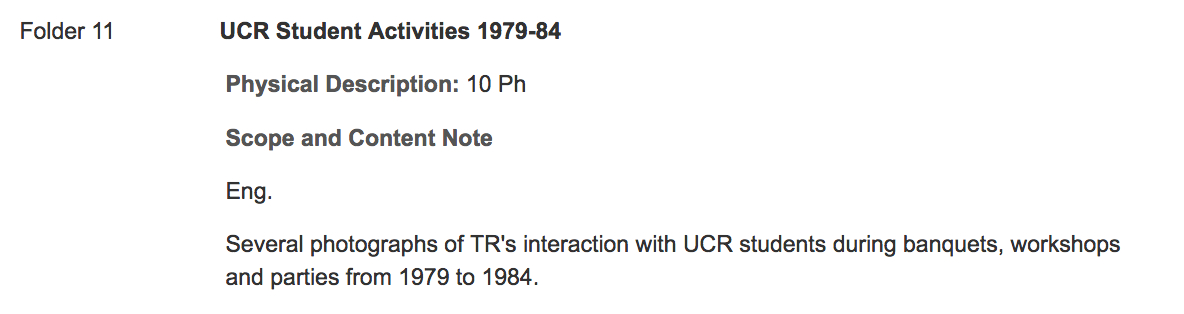 Folder 11 UCR Student Activities 1979-84
Physical Description: 10 Ph
Scope and Content Note
Eng.
Several photographs of TR's interaction with UCR students during banquets, workshops
and parties from 1979 to 1984.